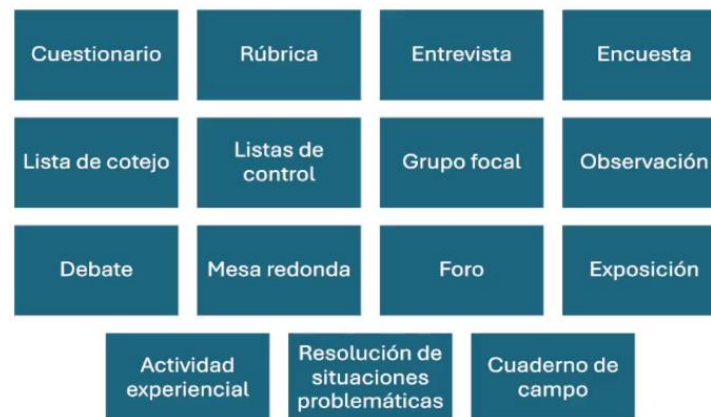 Cuestionario
Rúbrica
Entrevista
Encuesta
Lista de cotejo
Listas de
control
Grupo focal
Observación
Debate
Mesa redonda
Foro
Exposición
Actividad
experiencial
Resolución de
situaciones
problemáticas
Cuaderno de
campo